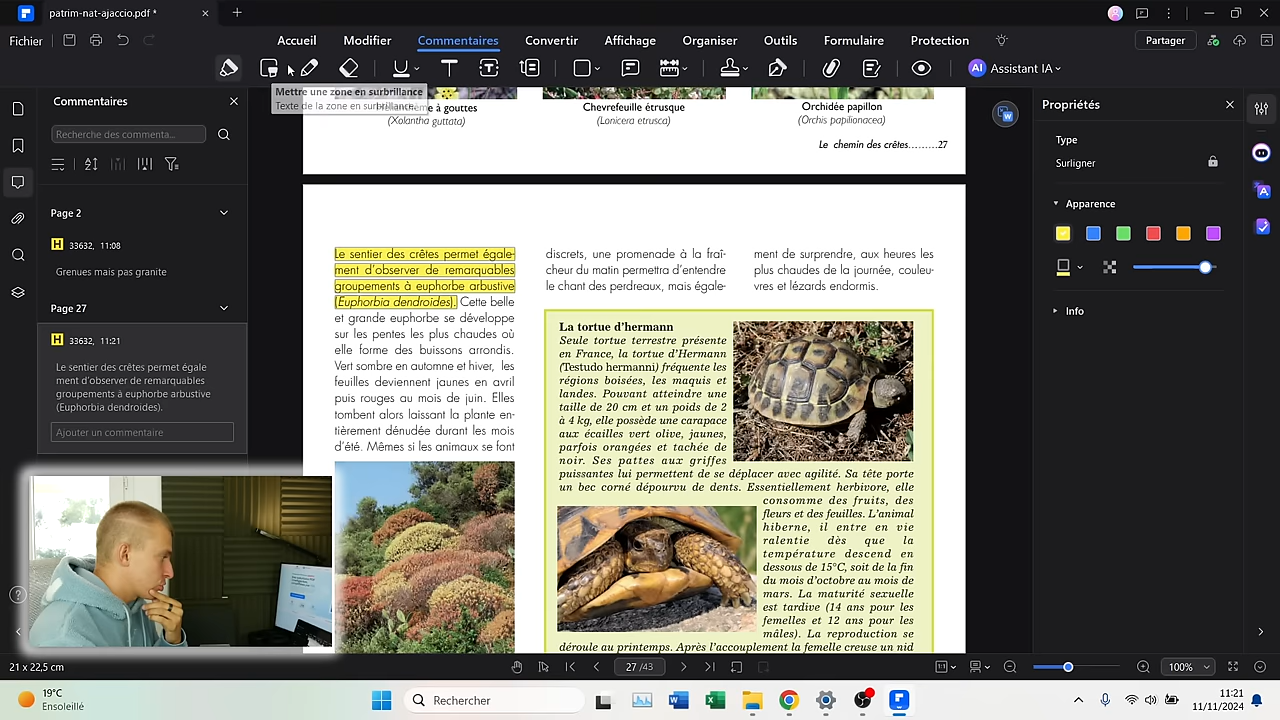 patrim-nat-ajaccio.pdf *
Fichier
Accueil
Modifier
Commentaires
Convertir
Affichage
Organiser
Outils
Formulaire
Protection
Partager
Assistant IA
Mettre une zone en surbrillance
Texte de la zone en surbrillance.
Commentaires
Recherche des commenta...
Page 2
33632, 11:08
Grenues mais pas granite
Page 27
33632, 11:21
Le sentier des crêtes permet égale
ment d'observer de remarquables
groupements à euphorbe arbustive
(Euphorbia dendroides).
Ajouter un commentaire
e à gouttes
(Xolantha guttata)
Chevrefeuille étrusque
(Lonicera etrusca)
Orchidée papillon
(Orchis papilionacea)
Le chemin des crêtes.........27
Le sentier des crêtes permet égale-
ment d'observer de remarquables
groupements à euphorbe arbustive
(Euphorbia dendroides). Cette belle
et grande euphorbe se développe
sur les pentes les plus chaudes où
elle forme des buissons arrondis.
Vert sombre en automne et hiver, les
feuilles deviennent jaunes en avril
puis rouges au mois de juin. Elles
tombent alors laissant la plante en-
tièrement dénudée durant les mois
d'été. Mêmes si les animaux se font
discrets, une promenade à la fraî-
cheur du matin permettra d'entendre
le chant des perdreaux, mais égale-
ment de surprendre, aux heures les
plus chaudes de la journée, couleu-
vres et lézards endormis.
La tortue d'hermann
Seule tortue terrestre présente
en France, la tortue d'Hermann
(Testudo hermanni) fréquente les
régions boisées, les maquis et
landes. Pouvant atteindre une
taille de 20 cm et un poids de 2
à 4 kg, elle possède une carapace
aux écailles vert olive, jaunes,
parfois orangées et tachée de
noir. Ses pattes aux griffes
puissantes lui permettent de se déplacer avec agilité. Sa tête porte
un bec corné dépourvu de dents. Essentiellement herbivore, elle
consomme des fruits, des
fleurs et des feuilles. L'animal
hiberne, il entre en vie
ralentie dès que la
température descend en
dessous de 15°C, soit de la fin
du mois d'octobre au mois de
mars. La maturité sexuelle
est tardive (14 ans pour les
femelles et 12 ans pour les
mâles). La reproduction se
déroule au printemps. Après l'accouplement la femelle creuse un nid
Propriétés
Type
Surligner
Apparence
Info
21 x 22,5 cm
27 /43
1:1
100%
19°C
Ensoleillé
Rechercher
11:21
11/11/2024